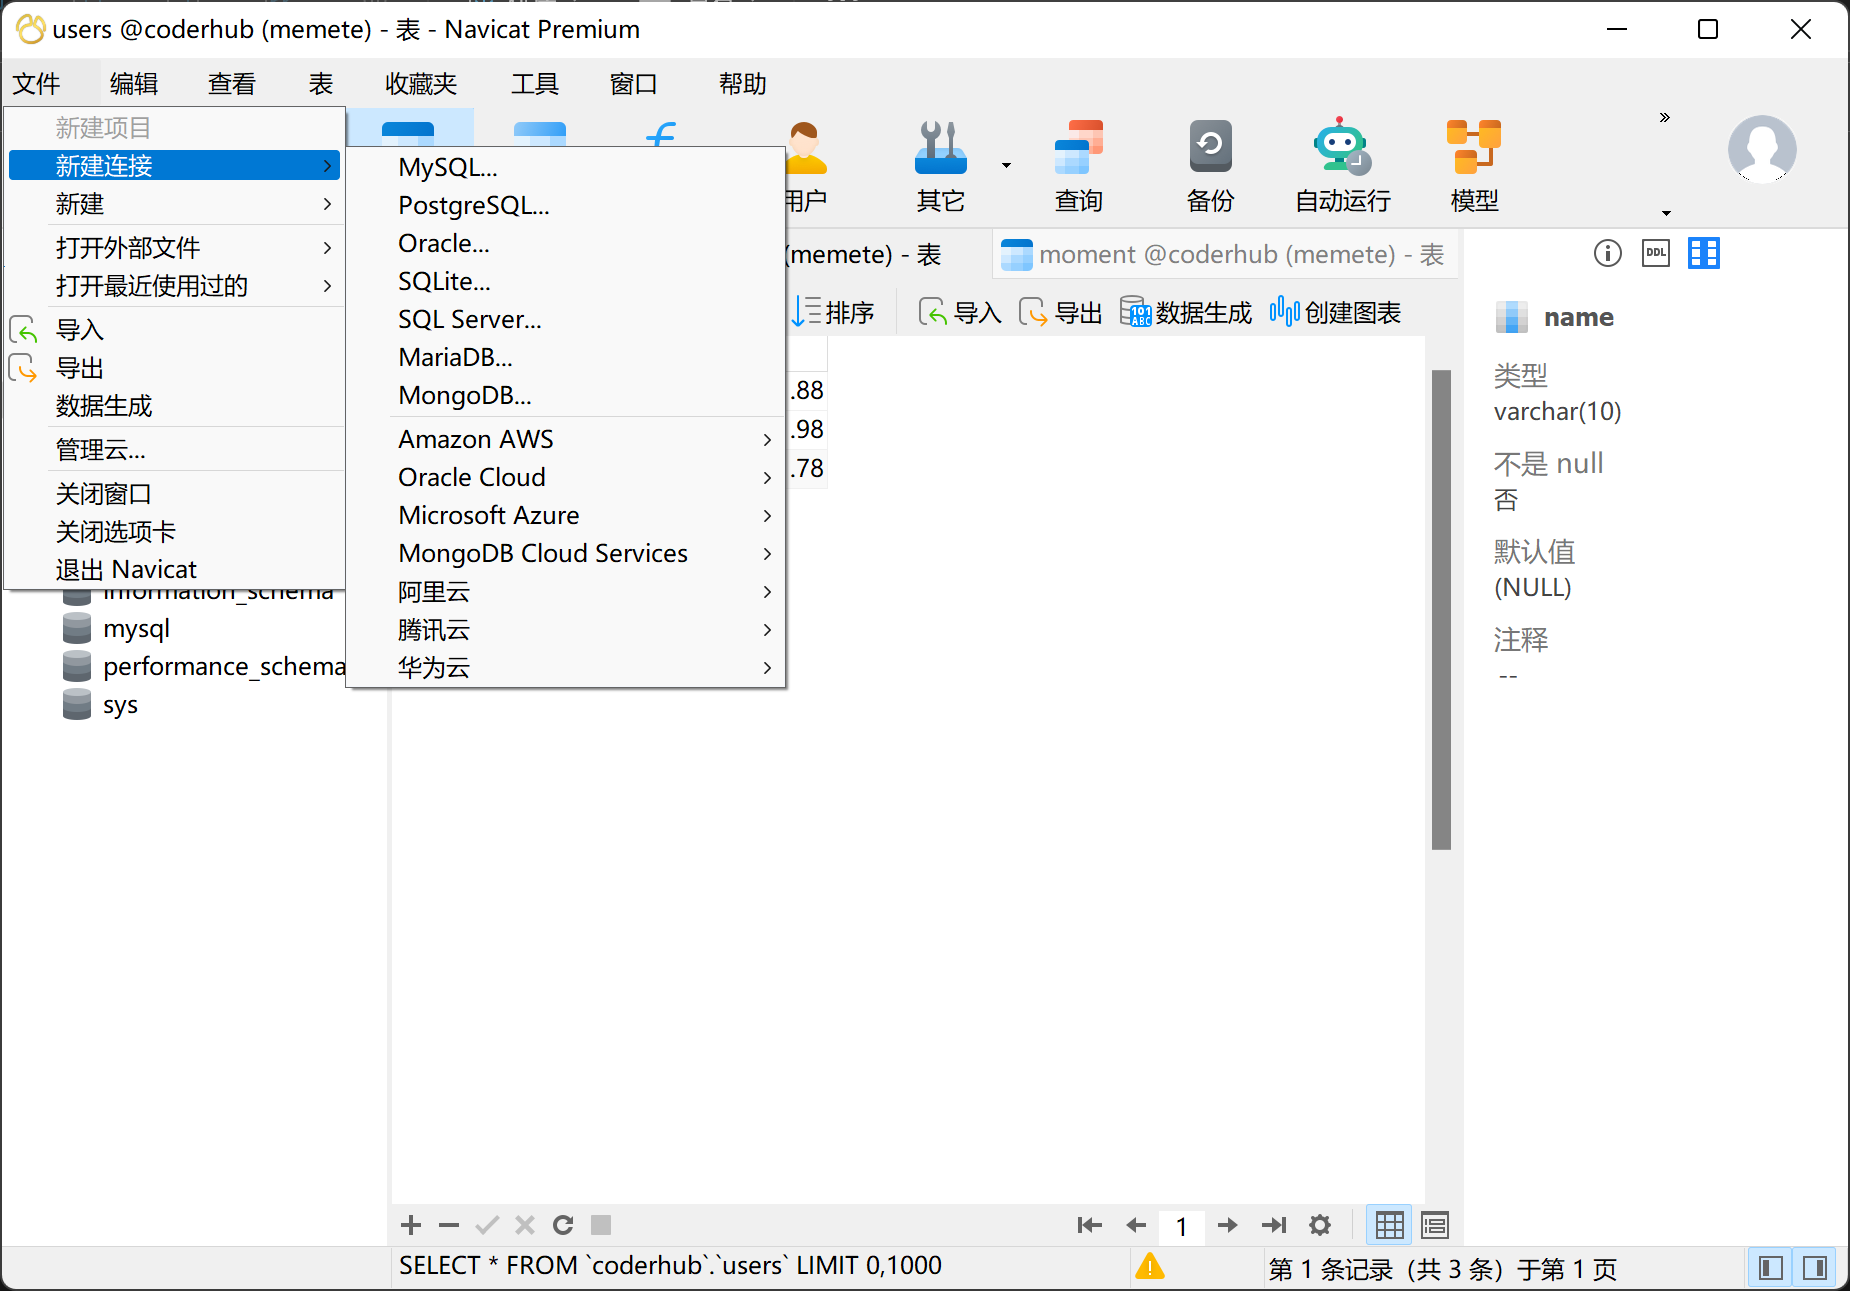 users @coderhub (memete) - 表 - Navicat Premium
文件 编辑 查看 表 收藏夹 工具 窗口 帮助
新建项目
新建连接
新建
打开外部文件
打开最近使用过的
导入
导出
数据生成
管理云...
关闭窗口
关闭选项卡
退出 Navicat
MySQL...
PostgreSQL...
Oracle...
SQLite...
SQL Server...
MariaDB...
MongoDB...
Amazon AWS
Oracle Cloud
Microsoft Azure
MongoDB Cloud Services
阿里云
腾讯云
华为云
用户 其它 查询 备份 自动运行 模型
(memete) - 表 moment @coderhub (memete) - 表
DDL
排序 导入 导出 数据生成 创建图表
.88
.98
.78
information_schema
mysql
performance_schema
sys
name
类型
varchar(10)
不是 null
否
默认值
(NULL)
注释
--
1
SELECT * FROM `coderhub`.`users` LIMIT 0,1000
第 1 条记录（共 3 条）于第 1 页